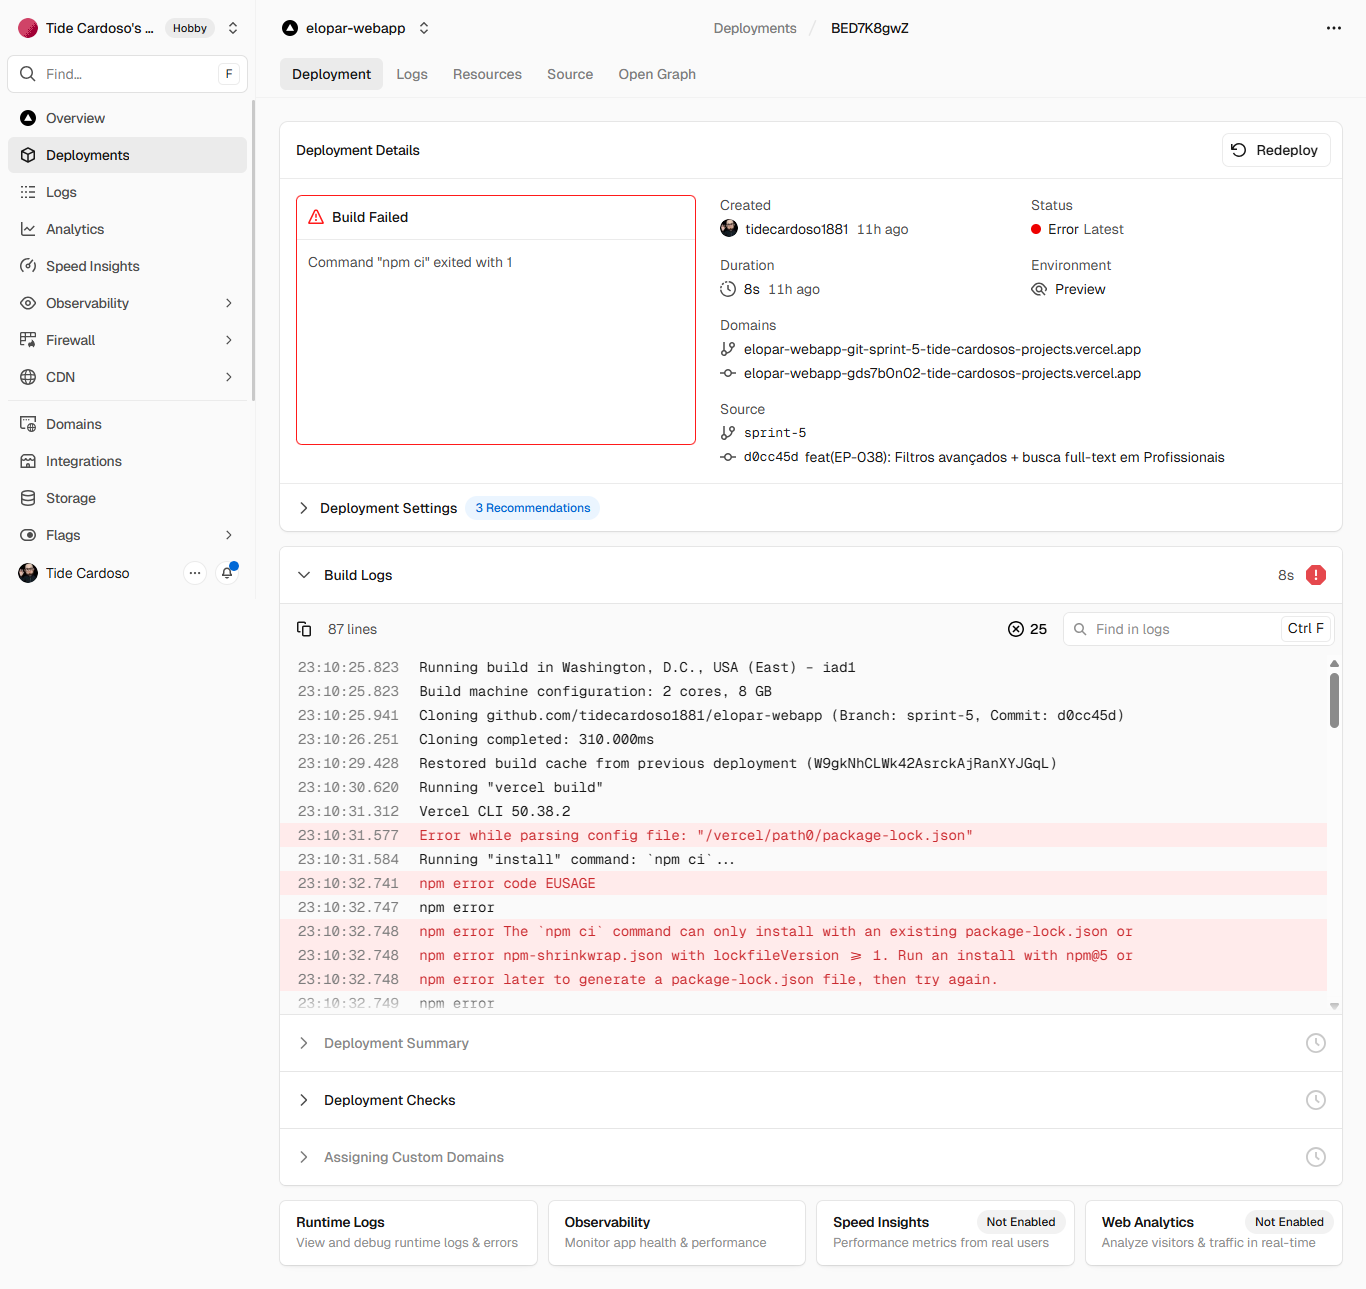 Tide Cardoso's ... Hobby
elopar-webapp
Deployments / BED7K8gwZ
Find... F
Deployment Logs Resources Source Open Graph
Overview
Deployments
Logs
Analytics
Speed Insights
Observability
Firewall
CDN
Domains
Integrations
Storage
Flags
Tide Cardoso
Deployment Details
Redeploy
Build Failed
Command "npm ci" exited with 1
Created
tidecardoso1881 11h ago
Status
Error Latest
Duration
8s 11h ago
Environment
Preview
Domains
elopar-webapp-git-sprint-5-tide-cardosos-projects.vercel.app
elopar-webapp-gds7b0n02-tide-cardosos-projects.vercel.app
Source
sprint-5
d0cc45d feat(EP-038): Filtros avançados + busca full-text em Profissionais
Deployment Settings 3 Recommendations
Build Logs
8s
87 lines
25
Find in logs Ctrl F
23:10:25.823 Running build in Washington, D.C., USA (East) – iad1
23:10:25.823 Build machine configuration: 2 cores, 8 GB
23:10:25.941 Cloning github.com/tidecardoso1881/elopar-webapp (Branch: sprint-5, Commit: d0cc45d)
23:10:26.251 Cloning completed: 310.000ms
23:10:29.428 Restored build cache from previous deployment (W9gkNhCLWk42AsrckAjRanXYJGqL)
23:10:30.620 Running "vercel build"
23:10:31.312 Vercel CLI 50.38.2
23:10:31.577 Error while parsing config file: "/vercel/path0/package-lock.json"
23:10:31.584 Running "install" command: `npm ci`...
23:10:32.741 npm error code EUSAGE
23:10:32.747 npm error
23:10:32.748 npm error The `npm ci` command can only install with an existing package-lock.json or
23:10:32.748 npm error npm-shrinkwrap.json with lockfileVersion >= 1. Run an install with npm@5 or
23:10:32.748 npm error later to generate a package-lock.json file, then try again.
23:10:32.749 npm error
Deployment Summary
Deployment Checks
Assigning Custom Domains
Runtime Logs
View and debug runtime logs & errors
Observability
Monitor app health & performance
Speed Insights Not Enabled
Performance metrics from real users
Web Analytics Not Enabled
Analyze visitors & traffic in real-time